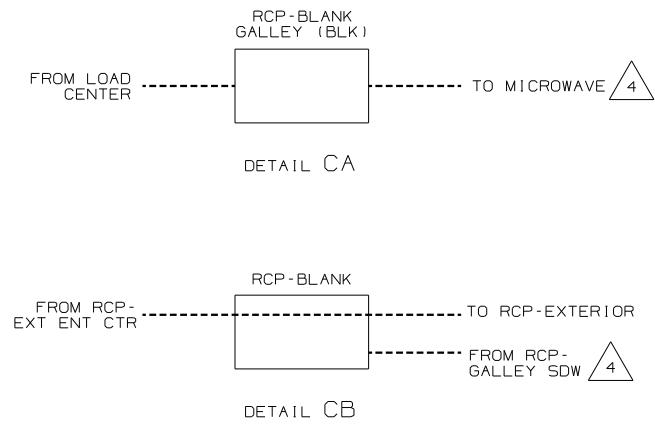 RCP-BLANK
GALLEY (BLK)
FROM LOAD
CENTER
TO MICROWAVE 4
DETAIL CA
RCP-BLANK
FROM RCP-
EXT ENT CTR
TO RCP-EXTERIOR
FROM RCP-
GALLEY SDW 4
DETAIL CB